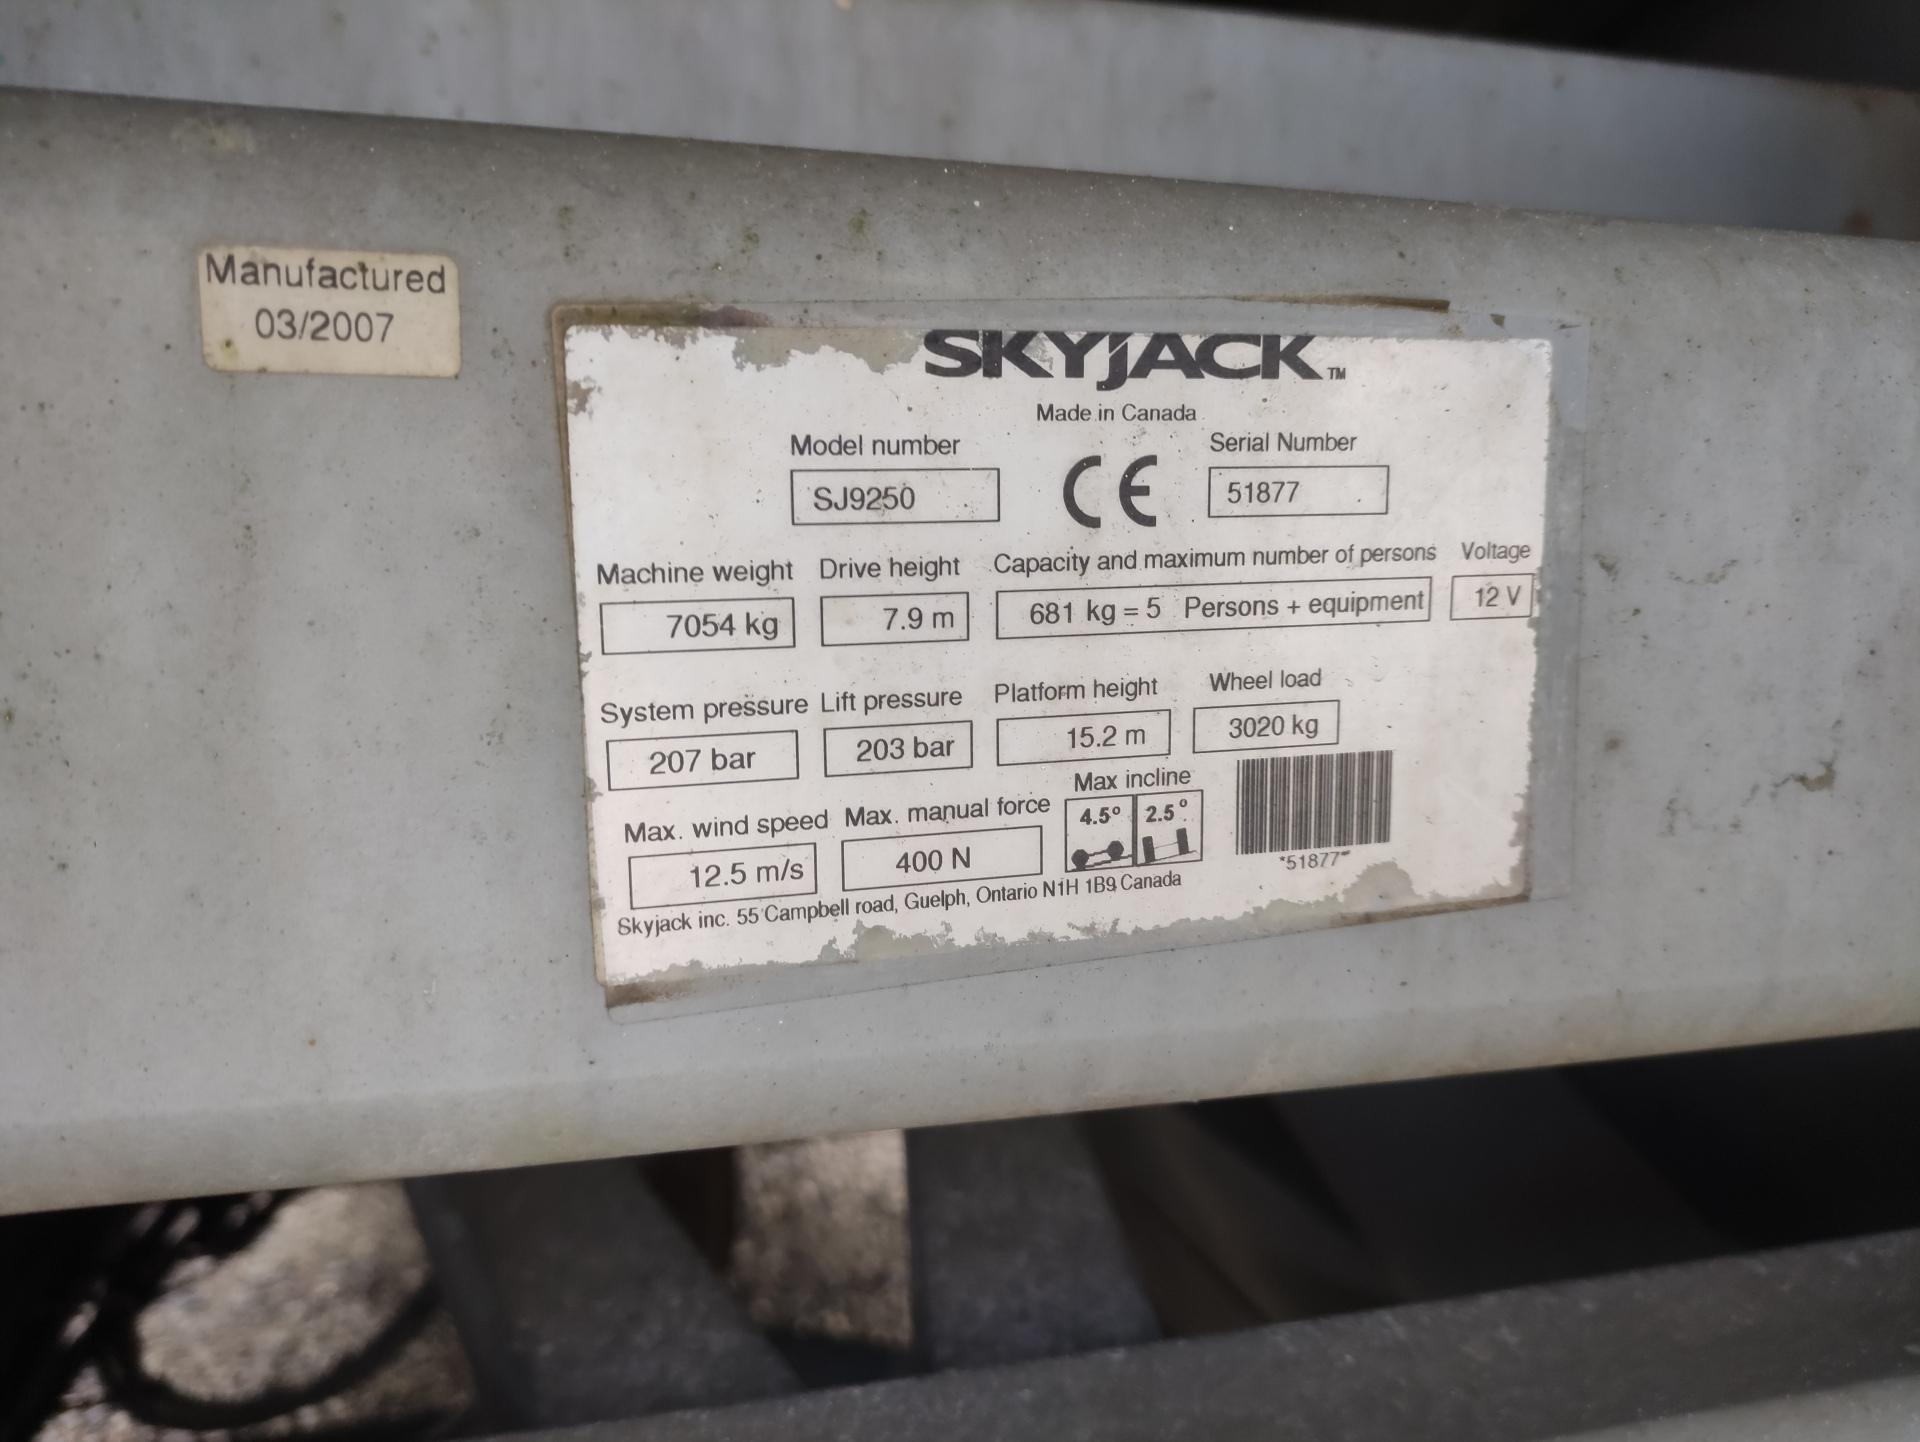 Manufactured
03/2007
SKYJACK™
Made in Canada
Model number
SJ9250
CE
Serial Number
51877
Machine weight
7054 kg
Drive height
7.9 m
Capacity and maximum number of persons
681 kg = 5 Persons + equipment
Voltage
12 V
System pressure
207 bar
Lift pressure
203 bar
Platform height
15.2 m
Wheel load
3020 kg
Max. wind speed
12.5 m/s
Max. manual force
400 N
Max incline
4.5° 2.5°
*51877*
Skyjack inc. 55 Campbell road, Guelph, Ontario N1H 1B9 Canada